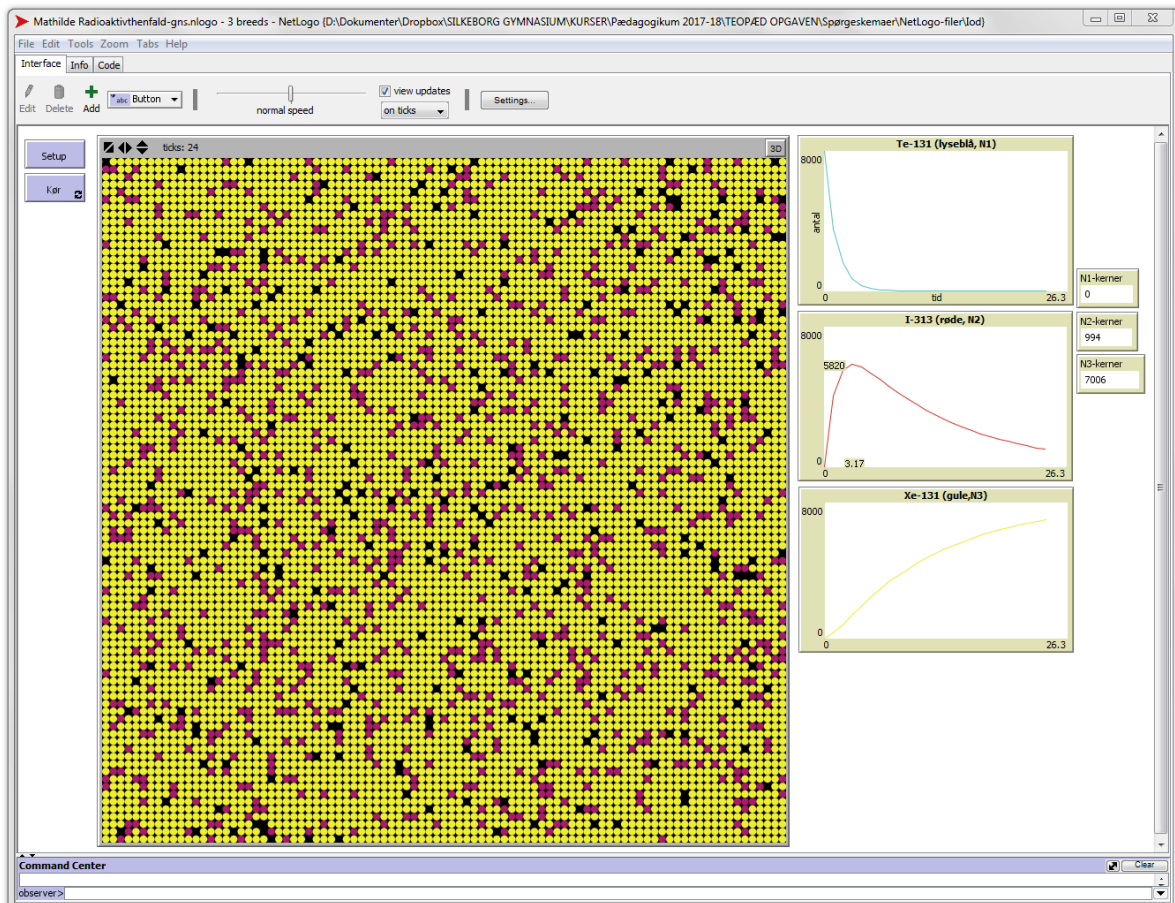 Mathilde Radioaktivthenfald-gns.nlogo - 3 breeds - NetLogo {D:\Dokumenter\Dropbox\SILKEBORG GYMNASIUM\KURSER\Pædagogikum 2017-18\TEOPÆD OPGAVEN\Spørgeskemaer\NetLogo-filer\Iod}
File Edit Tools Zoom Tabs Help
Interface Info Code
Edit Delete Add
abc Button
normal speed
view updates
on ticks
Settings...
Setup
Kør
ticks: 24
3D
Te-131 (lyseblå, N1)
8000
antal
0
0 tid 26.3
N1-kerner
0
I-313 (røde, N2)
8000
5820
0
3.17
0 26.3
N2-kerner
994
N3-kerner
7006
Xe-131 (gule,N3)
8000
0
0 26.3
Command Center
Clear
observer>